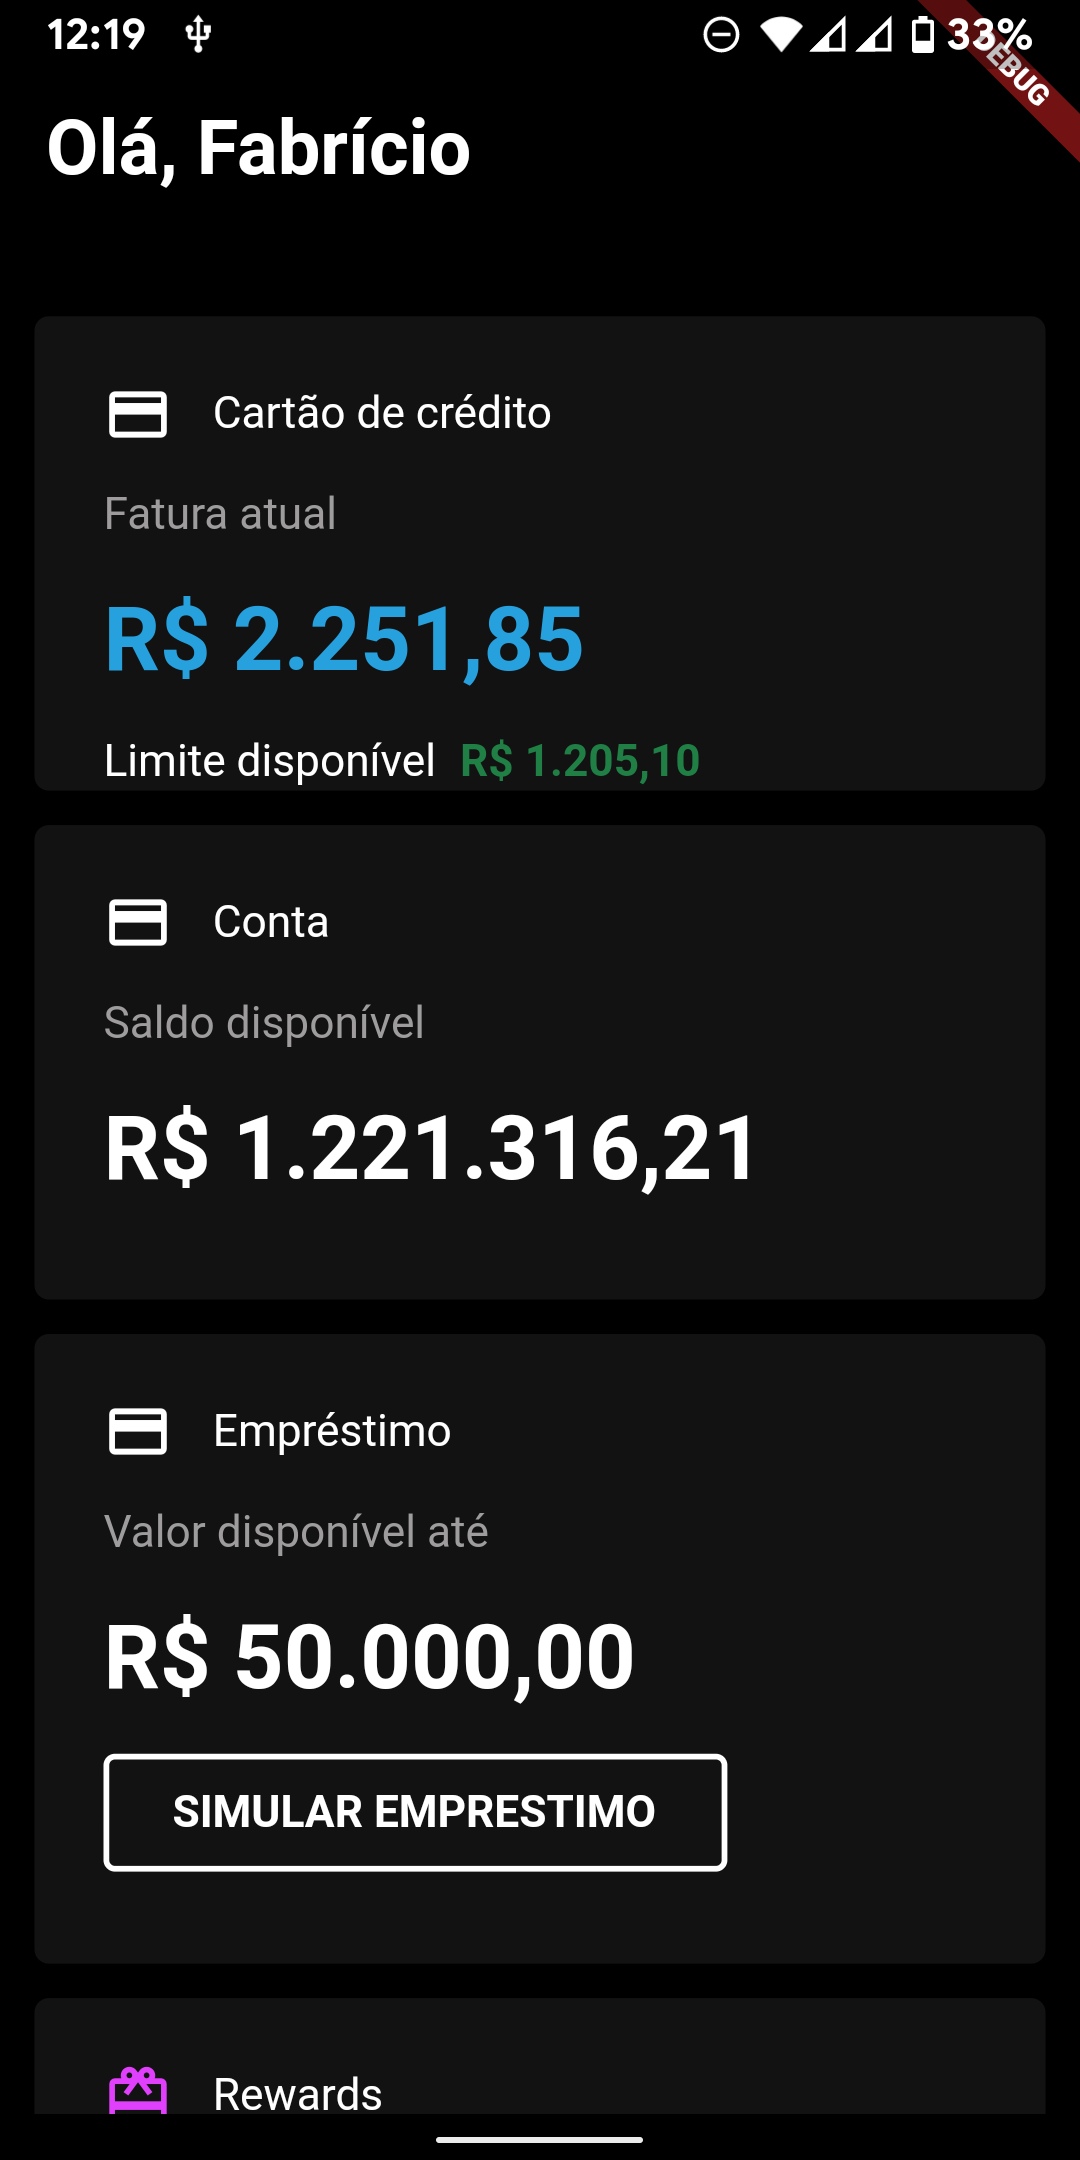 12:19
33%
DEBUG
Olá, Fabrício
Cartão de crédito
Fatura atual
R$ 2.251,85
Limite disponível R$ 1.205,10
Conta
Saldo disponível
R$ 1.221.316,21
Empréstimo
Valor disponível até
R$ 50.000,00
SIMULAR EMPRESTIMO
Rewards